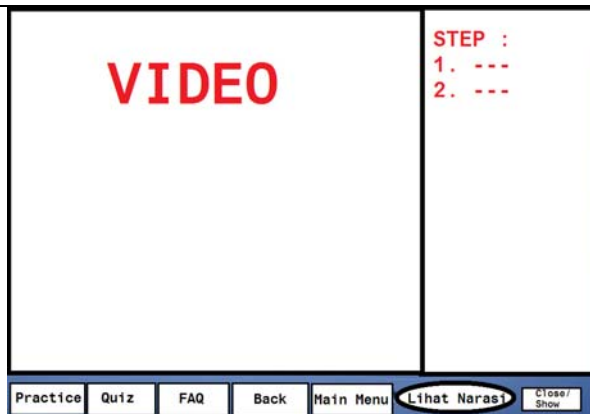 VIDEO
STEP :
1. ---
2. ---
Practice
Quiz
FAQ
Back
Main Menu
Lihat Narasi
Close/
Show